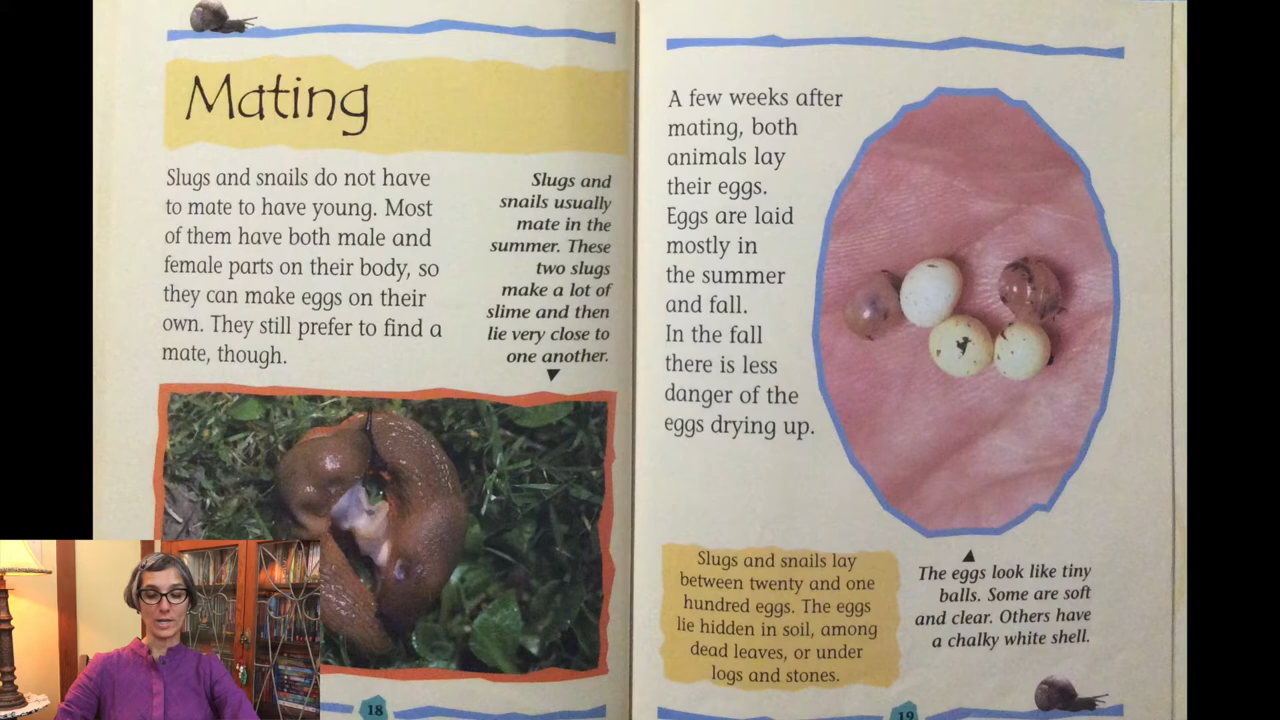 Mating
Slugs and snails do not have
to mate to have young. Most
of them have both male and
female parts on their body, so
they can make eggs on their
own. They still prefer to find a
mate, though.
Slugs and
snails usually
mate in the
summer. These
two slugs
make a lot of
slime and then
lie very close to
one another.
18
A few weeks after
mating, both
animals lay
their eggs.
Eggs are laid
mostly in
the summer
and fall.
In the fall
there is less
danger of the
eggs drying up.
Slugs and snails lay
between twenty and one
hundred eggs. The eggs
lie hidden in soil, among
dead leaves, or under
logs and stones.
The eggs look like tiny
balls. Some are soft
and clear. Others have
a chalky white shell.
19